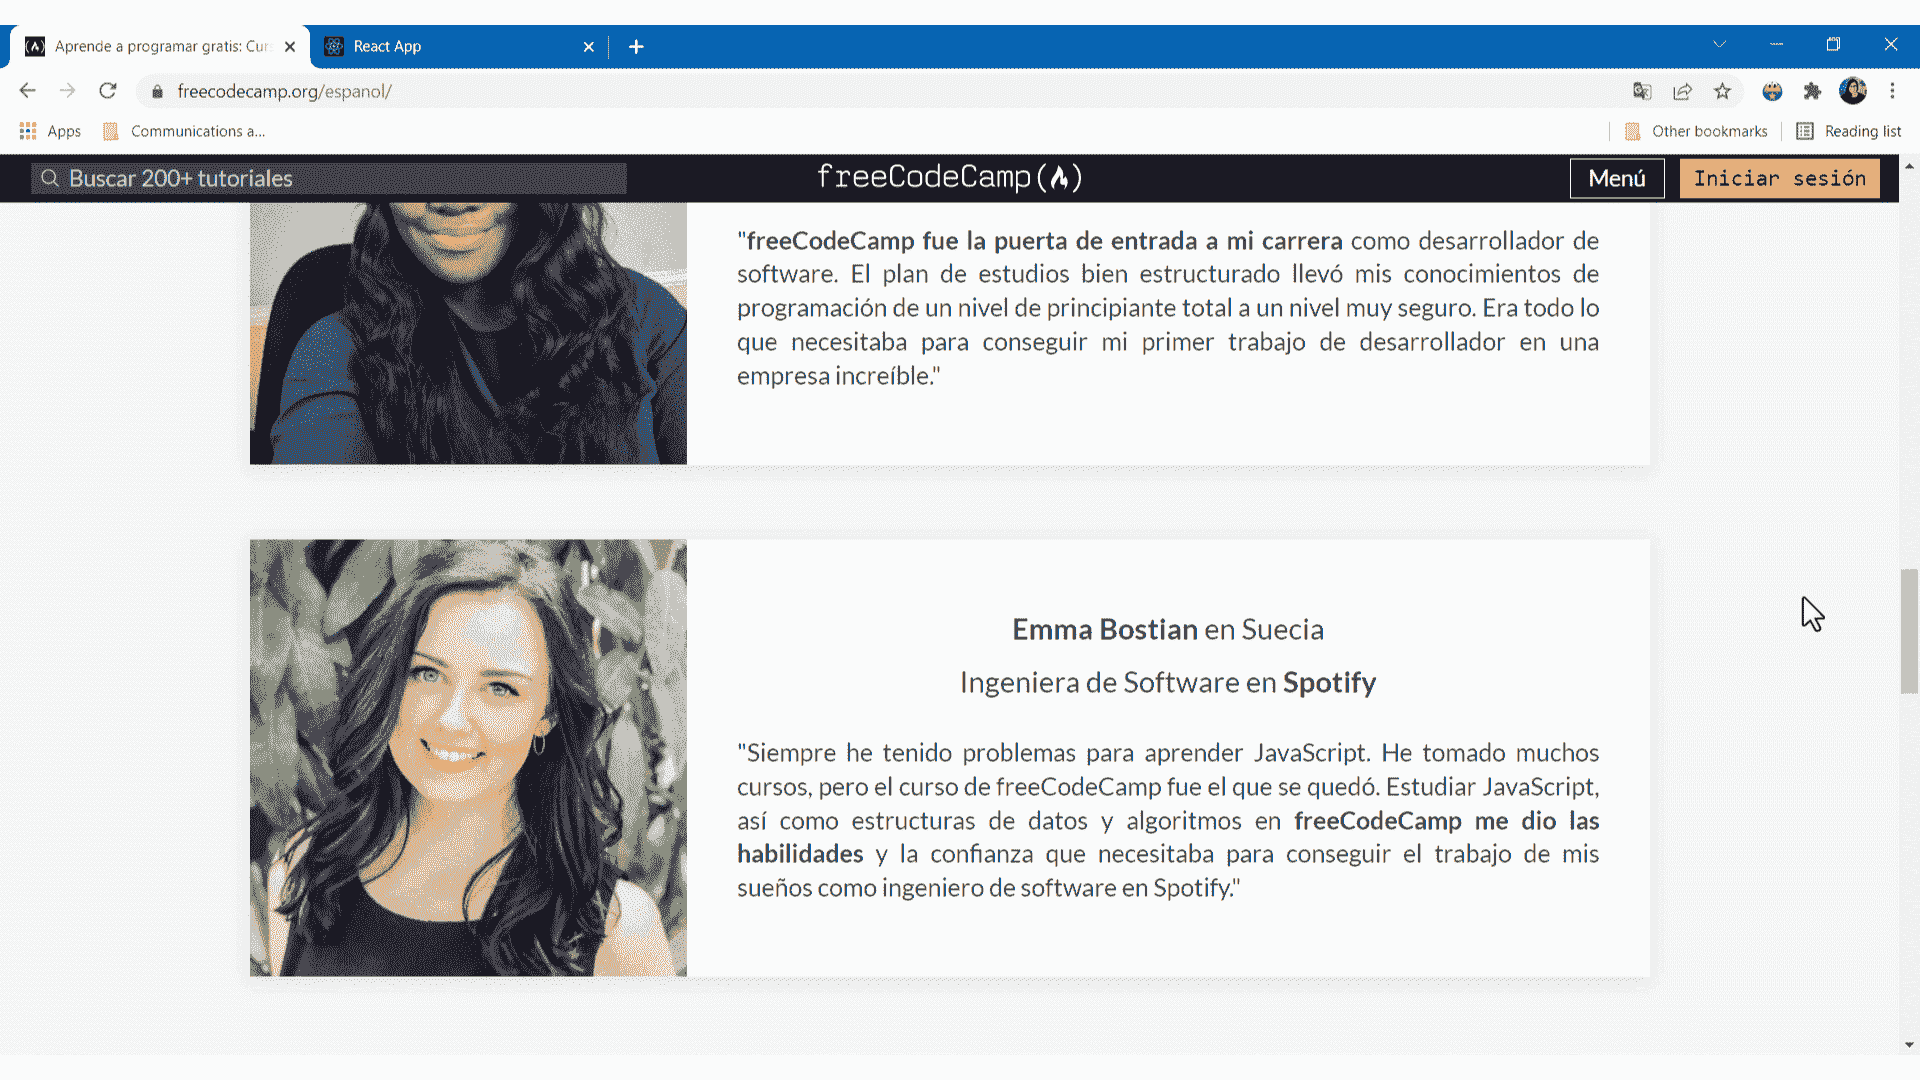 Aprende a programar gratis: Cur
React App
freecodecamp.org/espanol/
Apps
Communications a...
Other bookmarks
Reading list
Buscar 200+ tutoriales
freeCodeCamp
Menú
Iniciar sesión
"freeCodeCamp fue la puerta de entrada a mi carrera como desarrollador de
software. El plan de estudios bien estructurado llevó mis conocimientos de
programación de un nivel de principiante total a un nivel muy seguro. Era todo lo
que necesitaba para conseguir mi primer trabajo de desarrollador en una
empresa increíble."
Emma Bostian en Suecia
Ingeniera de Software en Spotify
"Siempre he tenido problemas para aprender JavaScript. He tomado muchos
cursos, pero el curso de freeCodeCamp fue el que se quedó. Estudiar JavaScript,
así como estructuras de datos y algoritmos en freeCodeCamp me dio las
habilidades y la confianza que necesitaba para conseguir el trabajo de mis
sueños como ingeniero de software en Spotify."